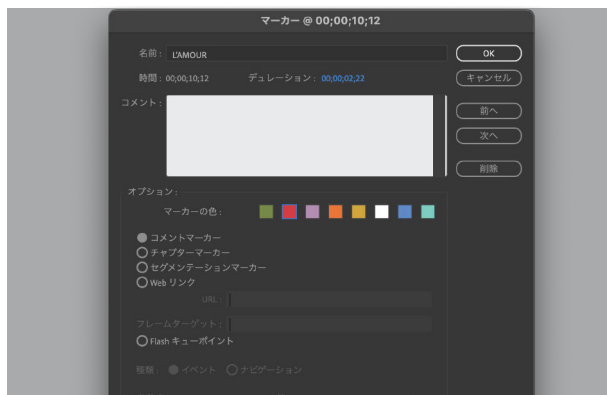 マーカー @ 00;00;10;12
名前： L'AMOUR
OK
時間： 00;00;10;12 デュレーション： 00;00;02;22
キャンセル
コメント：
前へ
次へ
削除
オプション：
マーカーの色：
コメントマーカー
チャプターマーカー
セグメンテーションマーカー
Web リンク
URL：
フレームターゲット：
Flash キューポイント
種類： イベント ナビゲーション